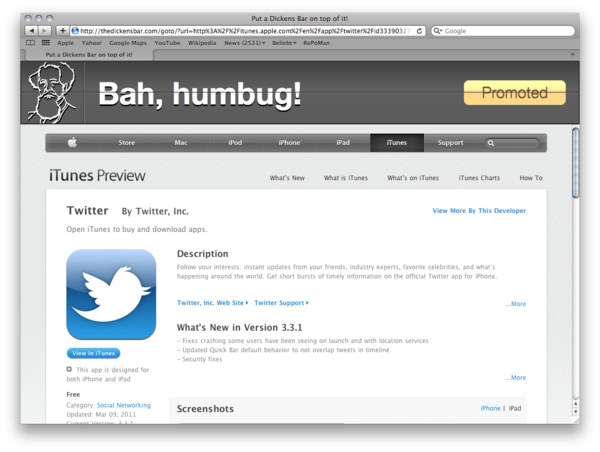 Put a Dickens Bar on top of it!
http://thedickensbar.com/goto/?url=http%3A%2F%2Fitunes.apple.com%2Fen%2Fapp%2Ftwitter%2Fid3339032
Google
Apple Yahoo! Google Maps YouTube Wikipedia News (2531) Beliebt RePoMan
Put a Dickens Bar on top of it!
Bah, humbug!
Promoted
Store Mac iPod iPhone iPad iTunes Support
iTunes Preview
What's New What is iTunes What's on iTunes iTunes Charts How To
Twitter By Twitter, Inc.
View More By This Developer
Open iTunes to buy and download apps.
Description
Follow your interests: instant updates from your friends, industry experts, favorite celebrities, and what's
happening around the world. Get short bursts of timely information on the official Twitter app for iPhone.
Twitter, Inc. Web Site Twitter Support
...More
What's New in Version 3.3.1
- Fixes crashing some users have been seeing on launch and with location services
- Updated Quick Bar default behavior to not overlap tweets in timeline
- Security fixes
...More
View In iTunes
This app is designed for
both iPhone and iPad
Free
Category: Social Networking
Updated: Mar 09, 2011
Current Version: 3.3.1
Screenshots
iPhone | iPad